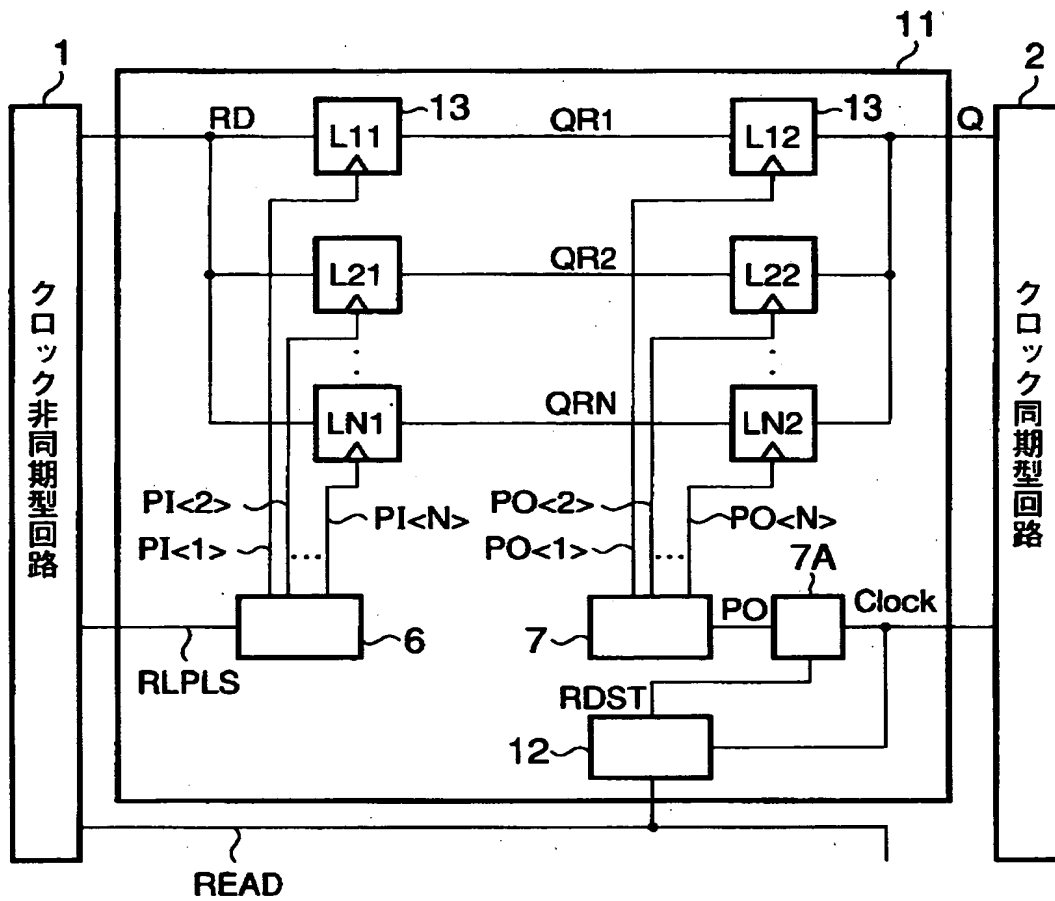 1
11
2
RD
L11
13
QR1
L12
13
Q
L21
QR2
L22
LN1
QRN
LN2
クロック非同期型回路
クロック同期型回路
PI<2>
PI<N>
PO<2>
PO<N>
PI<1>
PO<1>
7A
PO
Clock
6
7
RLPLS
RDST
12
READ